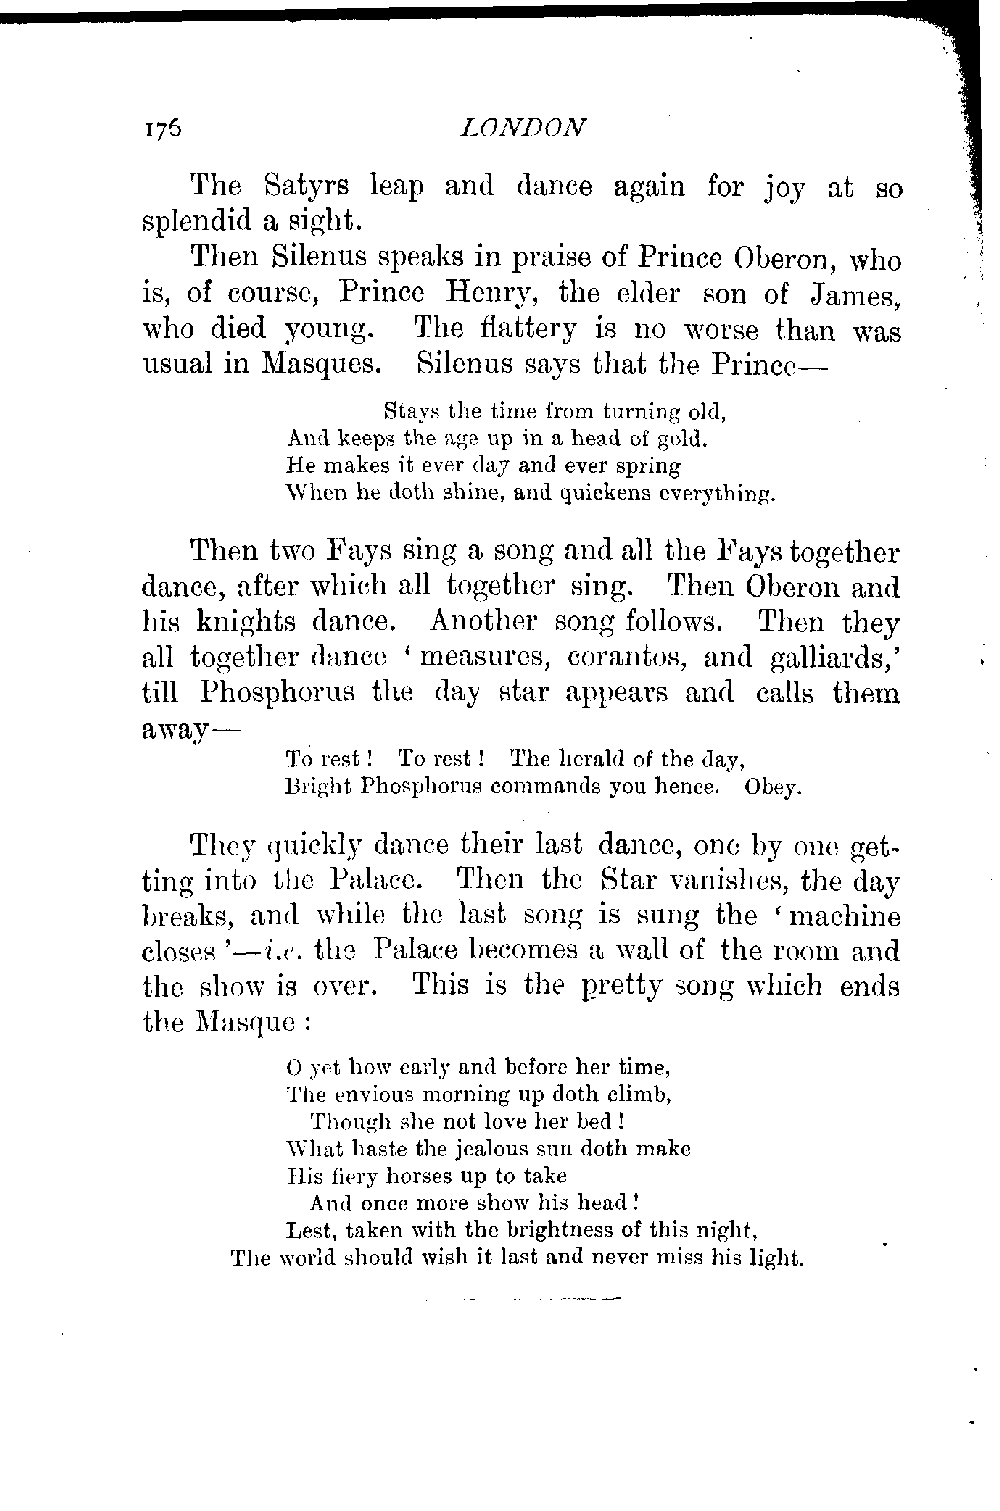 176 LONDON
The Satyrs leap and dance again for joy at so
splendid a sight.
Then Silenus speaks in praise of Prince Oberon, who
is, of course, Prince Henry, the elder son of James,
who died young. The flattery is no worse than was
usual in Masques. Silenus says that the Prince—
Stays the time from turning old,
And keeps the age up in a head of gold.
He makes it ever day and ever spring
When he doth shine, and quickens everything.
Then two Fays sing a song and all the Fays together
dance, after which all together sing. Then Oberon and
his knights dance. Another song follows. Then they
all together dance ‘ measures, corantos, and galliards,’
till Phosphorus the day star appears and calls them
away—
To rest ! To rest ! The herald of the day,
Bright Phosphorus commands you hence. Obey.
They quickly dance their last dance, one by one get-
ting into the Palace. Then the Star vanishes, the day
breaks, and while the last song is sung the ‘ machine
closes ’—i.e. the Palace becomes a wall of the room and
the show is over. This is the pretty song which ends
the Masque :
O yet how early and before her time,
The envious morning up doth climb,
Though she not love her bed !
What haste the jealous sun doth make
His fiery horses up to take
And once more show his head !
Lest, taken with the brightness of this night,
The world should wish it last and never miss his light.